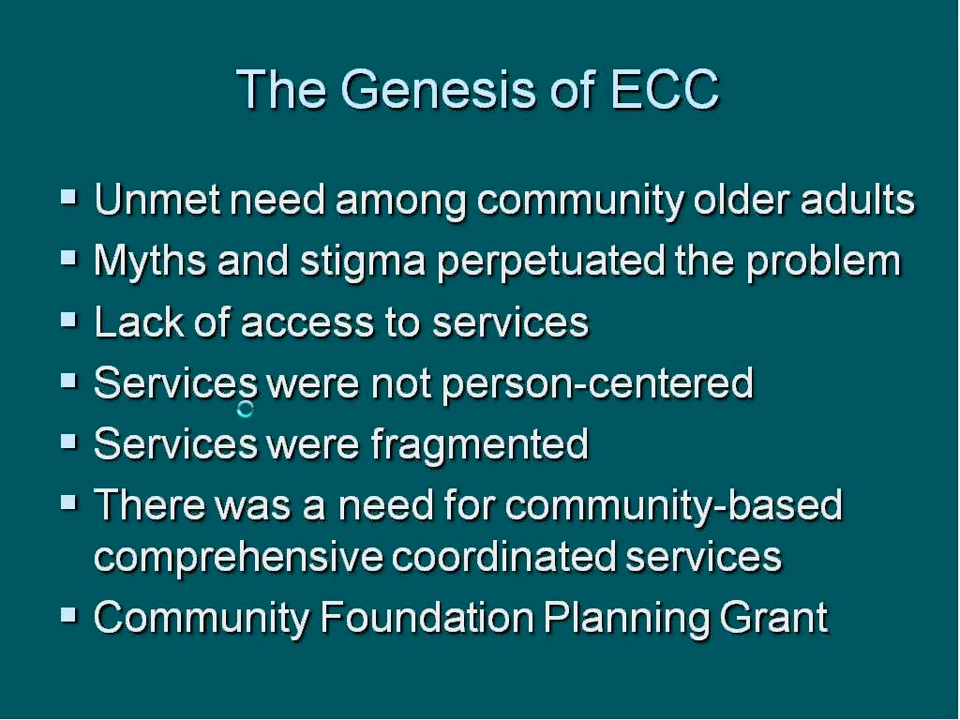 The Genesis of ECC
▪ Unmet need among community older adults
▪ Myths and stigma perpetuated the problem
▪ Lack of access to services
▪ Services were not person-centered
▪ Services were fragmented
▪ There was a need for community-based
comprehensive coordinated services
▪ Community Foundation Planning Grant